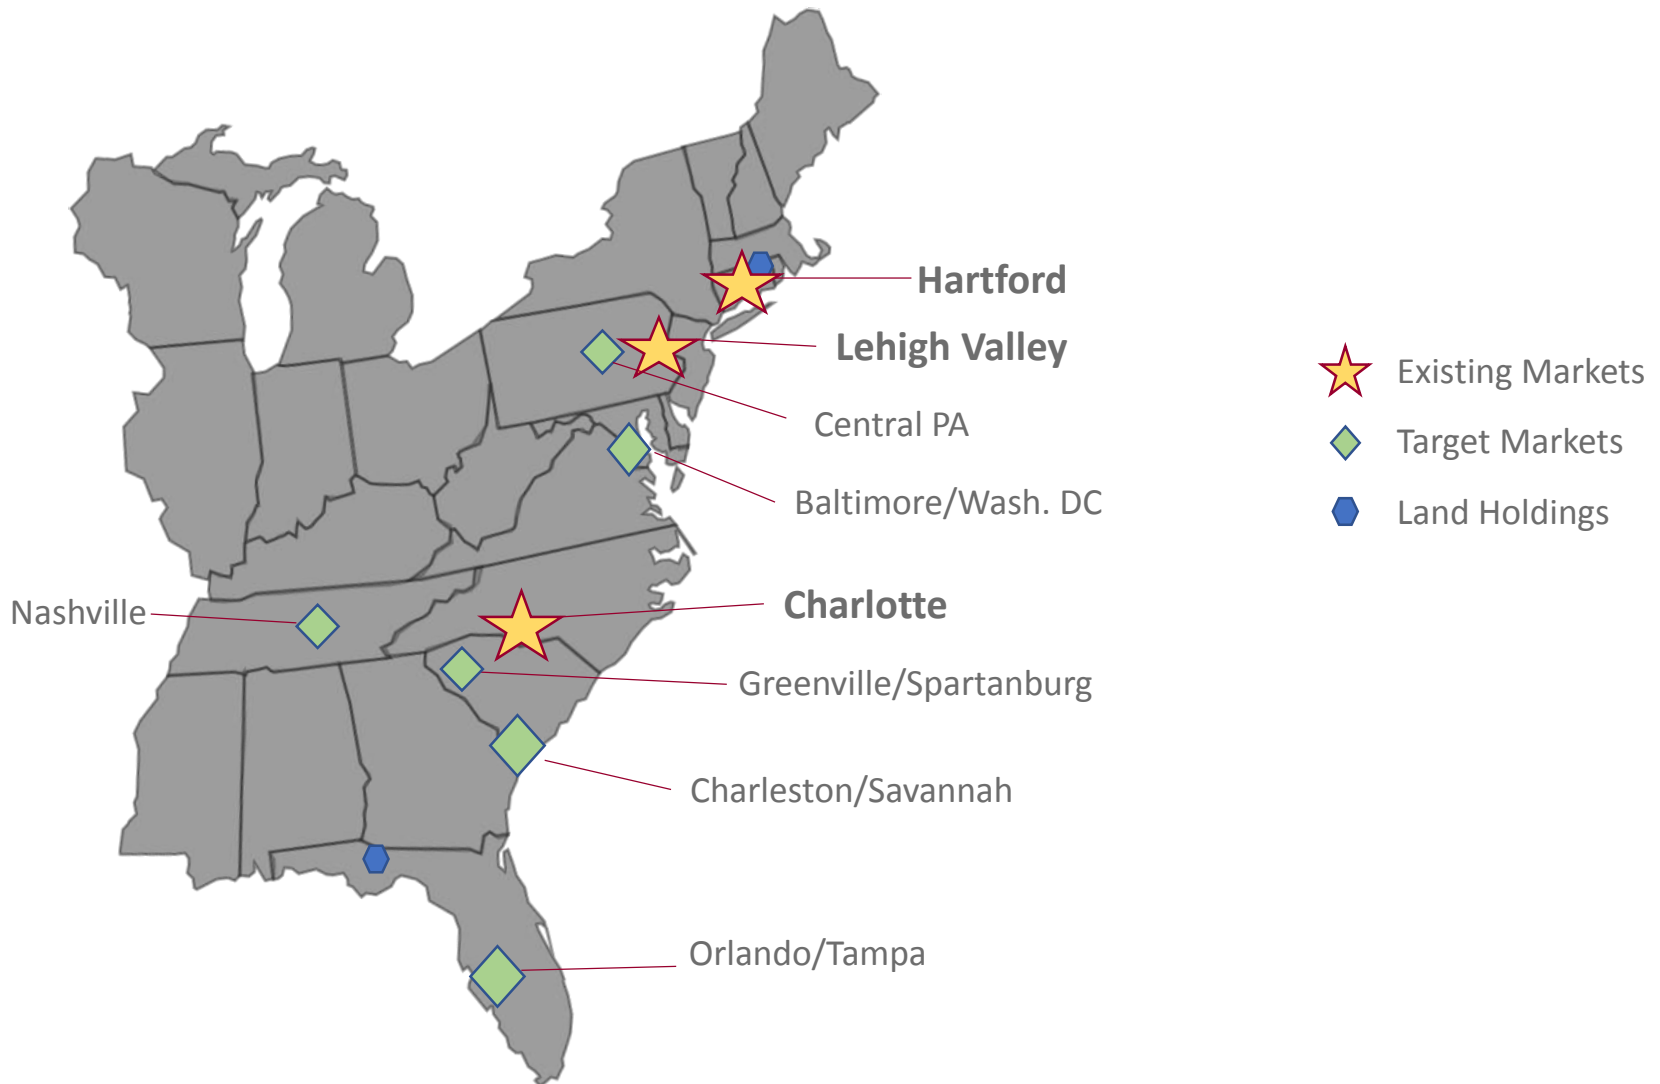 Hartford
Lehigh Valley
Central PA
Baltimore/Wash. DC
Nashville
Charlotte
Greenville/Spartanburg
Charleston/Savannah
Orlando/Tampa
Existing Markets
Target Markets
Land Holdings